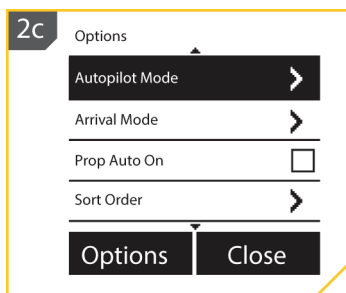 2c
Options
Autopilot Mode
Arrival Mode
Prop Auto On
Sort Order
Options Close